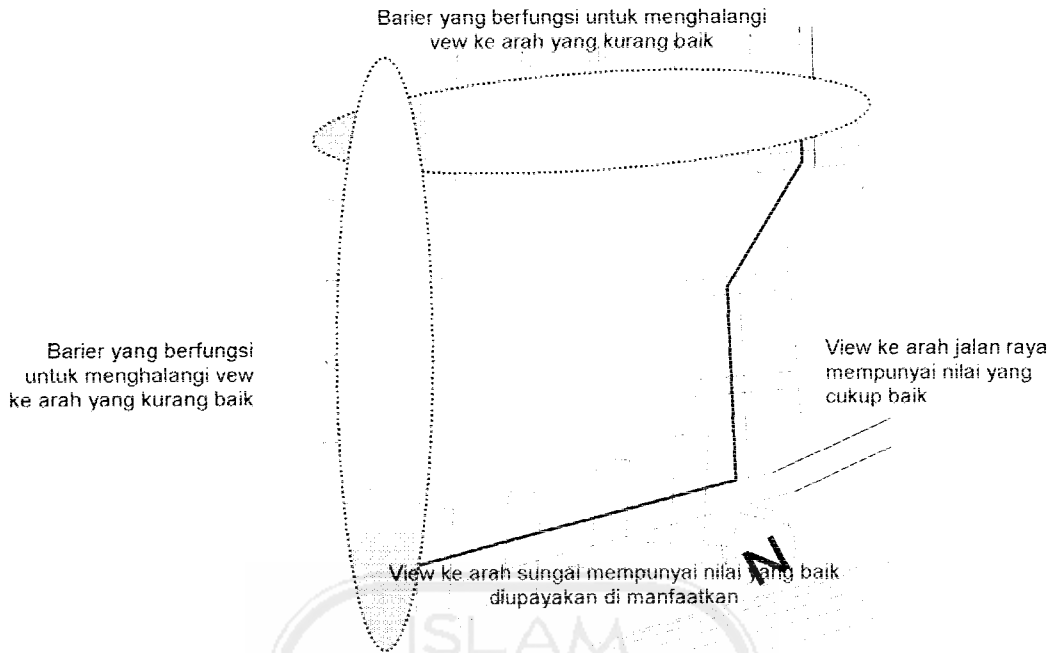 Barier yang berfungsi untuk menghalangi
vew ke arah yang kurang baik
Barier yang berfungsi
untuk menghalangi vew
ke arah yang kurang baik
View ke arah jalan raya
mempunyai nilai yang
cukup baik
N
View ke arah sungai mempunyai nilai yang baik
diupayakan di manfaatkan
ISLAM